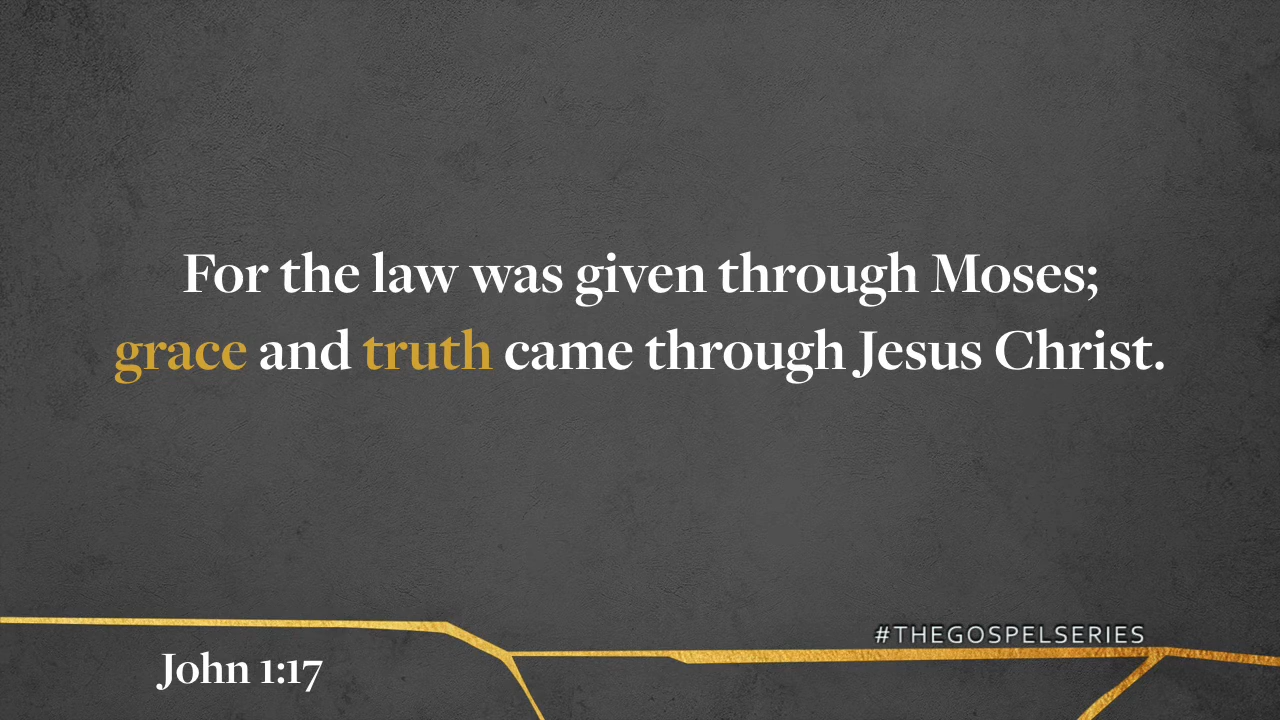 For the law was given through Moses;
grace and truth came through Jesus Christ.
#THEGOSPELSERIES
John 1:17